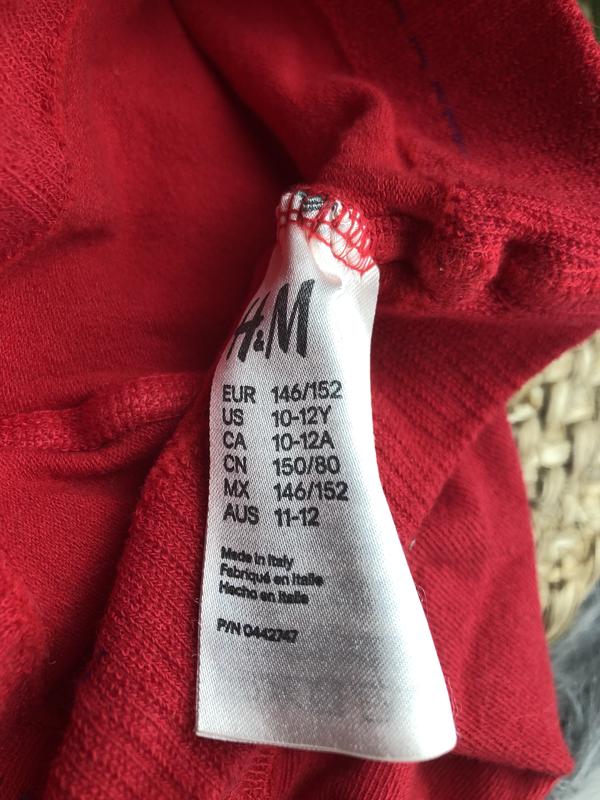 H&M
EUR 146/152
US 10-12Y
CA 10-12A
CN 150/80
MX 146/152
AUS 11-12
Made in Italy
Fabriqué en Italie
Hecho en Italie
P/N 0442747